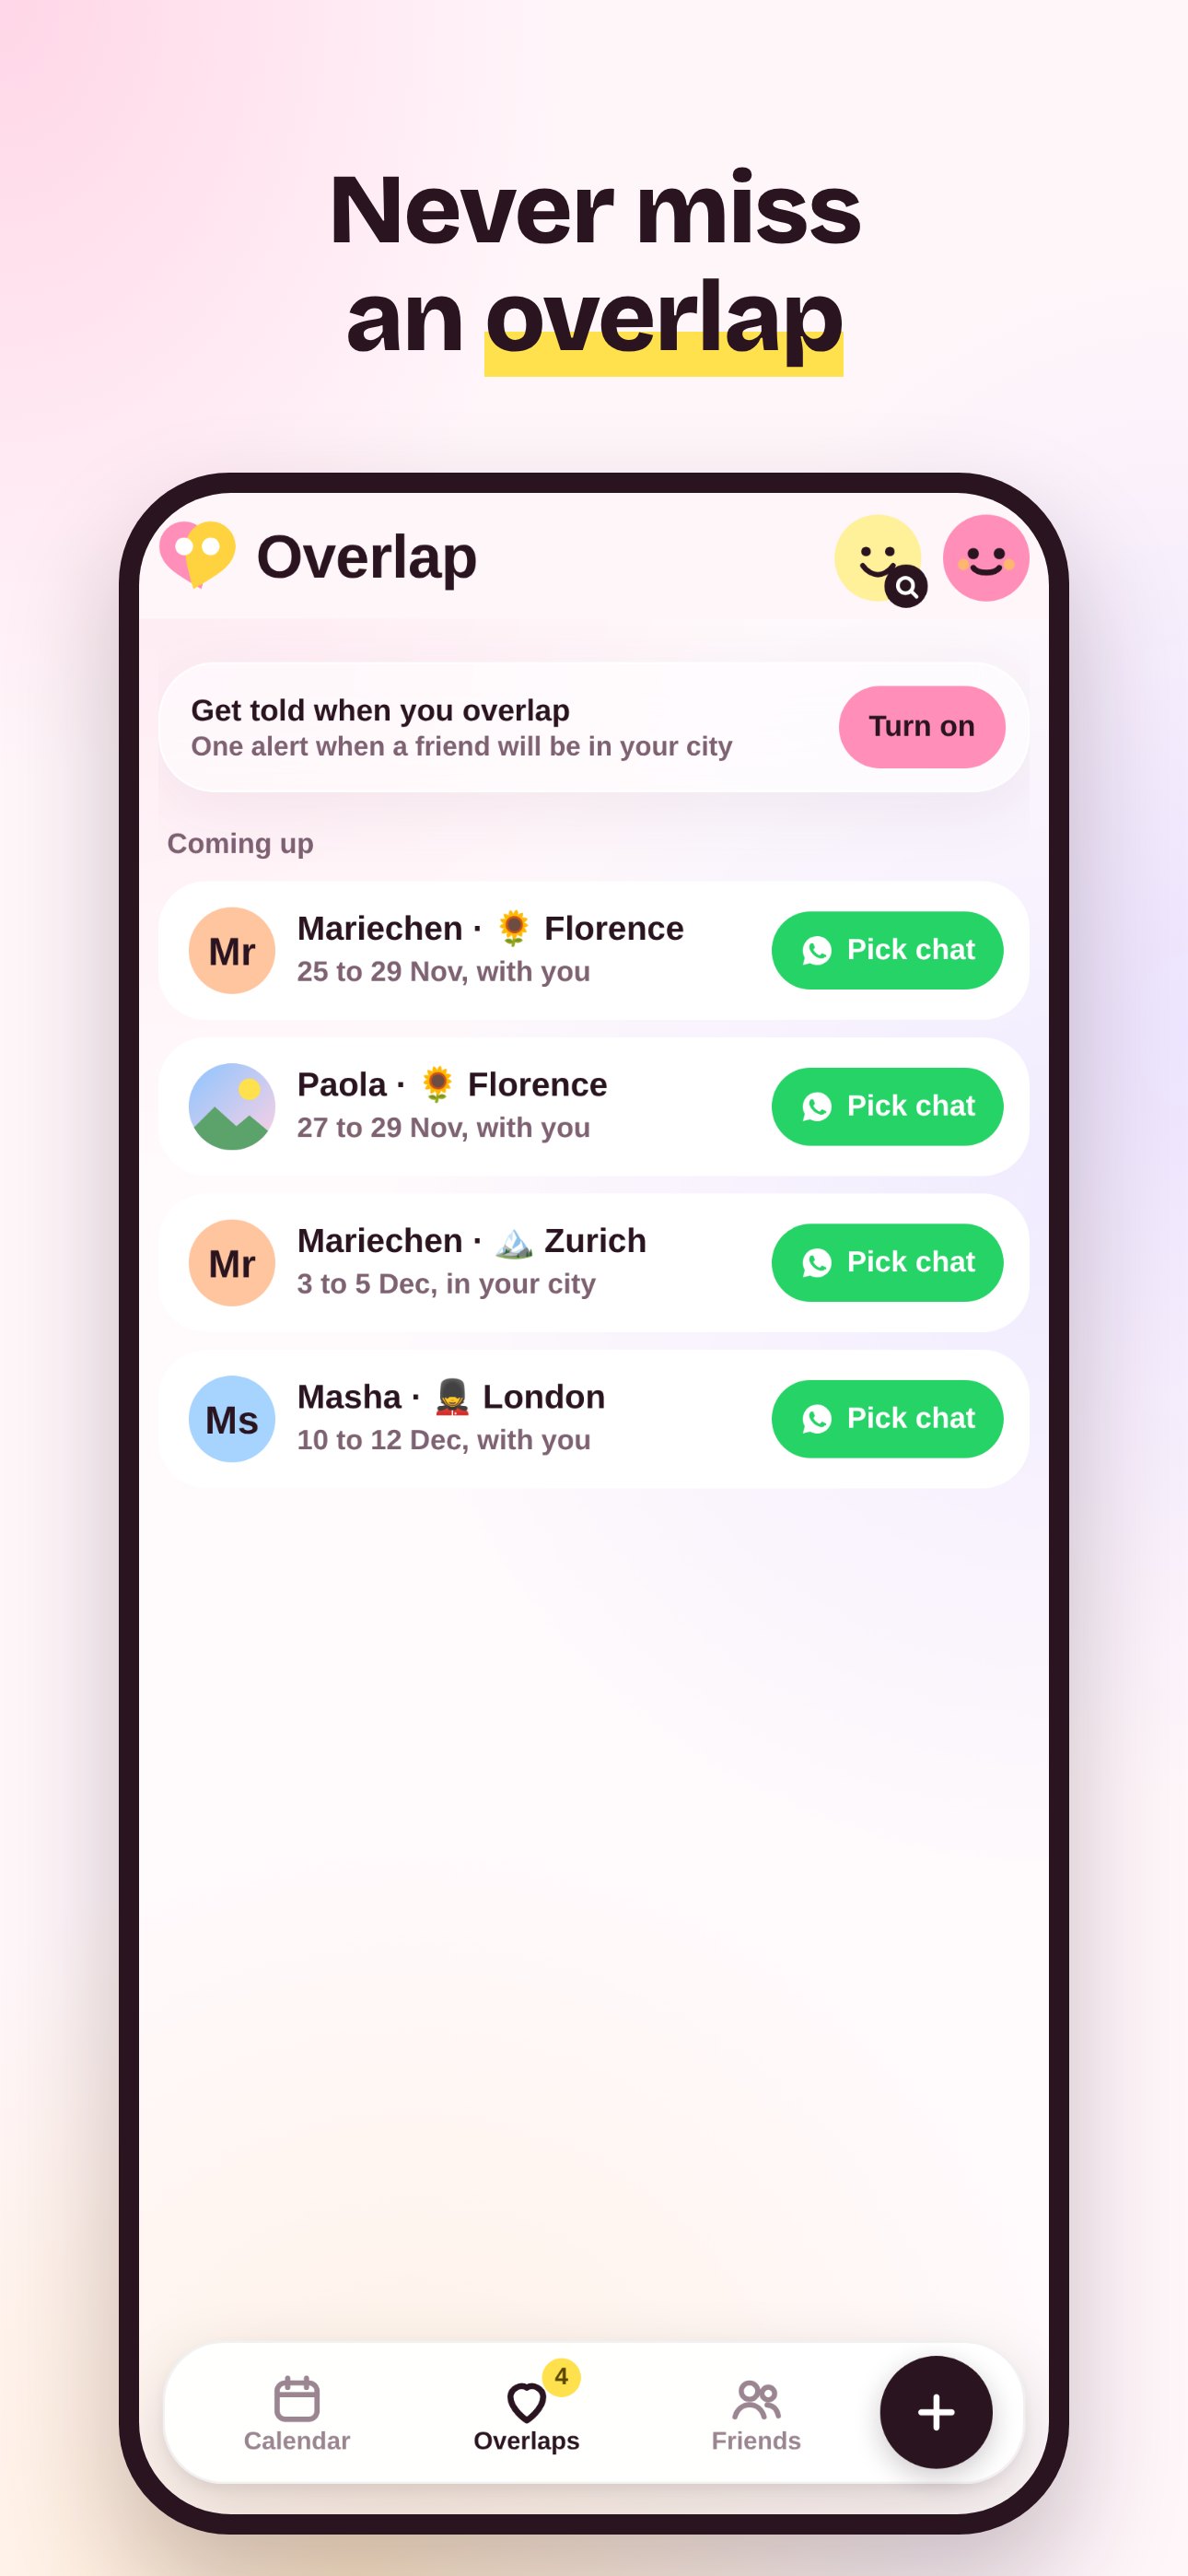 Never miss
an overlap
Overlap
Get told when you overlap
One alert when a friend will be in your city
Turn on
Coming up
Mr
Mariechen · 🌻 Florence
25 to 29 Nov, with you
Pick chat
Paola · 🌻 Florence
27 to 29 Nov, with you
Pick chat
Mr
Mariechen · 🏔️ Zurich
3 to 5 Dec, in your city
Pick chat
Ms
Masha · 💂 London
10 to 12 Dec, with you
Pick chat
4
Calendar
Overlaps
Friends